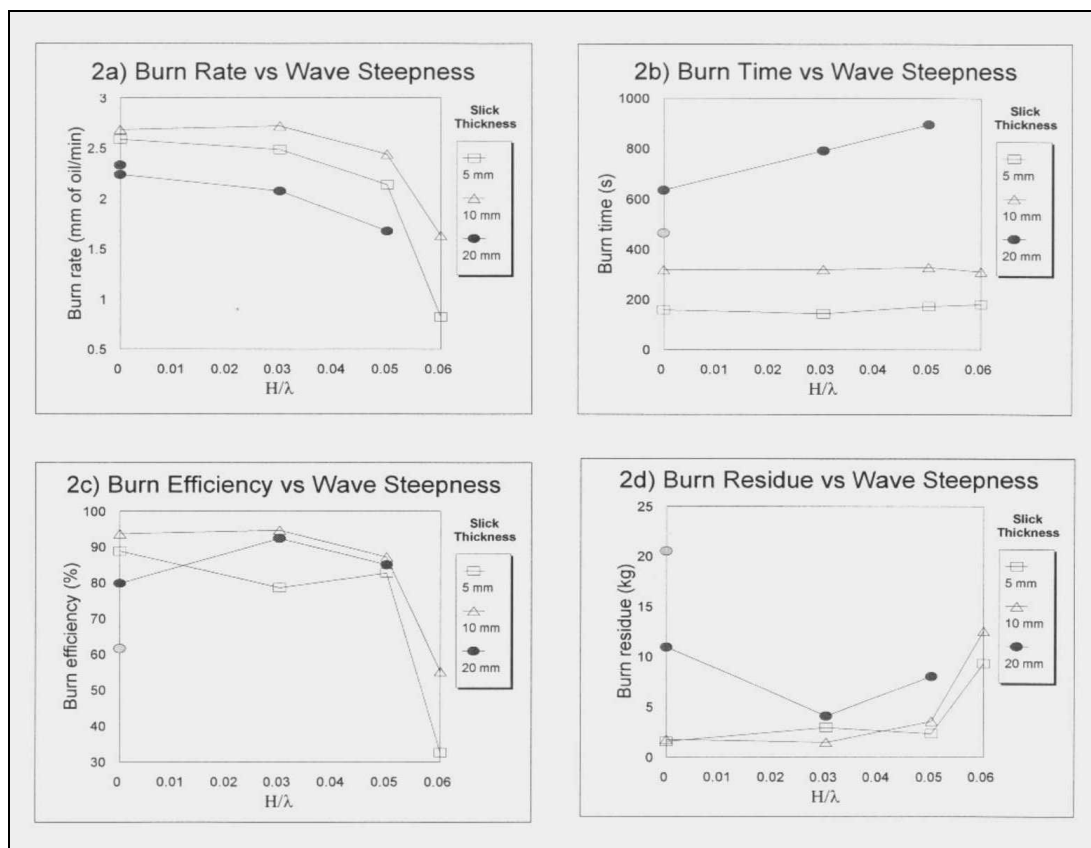 2a) Burn Rate vs Wave Steepness
Burn rate (mm of oil/min)
3
2.5
2
1.5
1
0.5
0 0.01 0.02 0.03 0.04 0.05 0.06
H/λ
Slick
Thickness
5 mm
10 mm
20 mm
2b) Burn Time vs Wave Steepness
Burn time (s)
1000
800
600
400
200
0
0 0.01 0.02 0.03 0.04 0.05 0.06
H/λ
Slick
Thickness
5 mm
10 mm
20 mm
2c) Burn Efficiency vs Wave Steepness
Burn efficiency (%)
100
90
80
70
60
50
40
30
0 0.01 0.02 0.03 0.04 0.05 0.06
H/λ
Slick
Thickness
5 mm
10 mm
20 mm
2d) Burn Residue vs Wave Steepness
Burn residue (kg)
25
20
15
10
5
0
0 0.01 0.02 0.03 0.04 0.05 0.06
H/λ
Slick
Thickness
5 mm
10 mm
20 mm